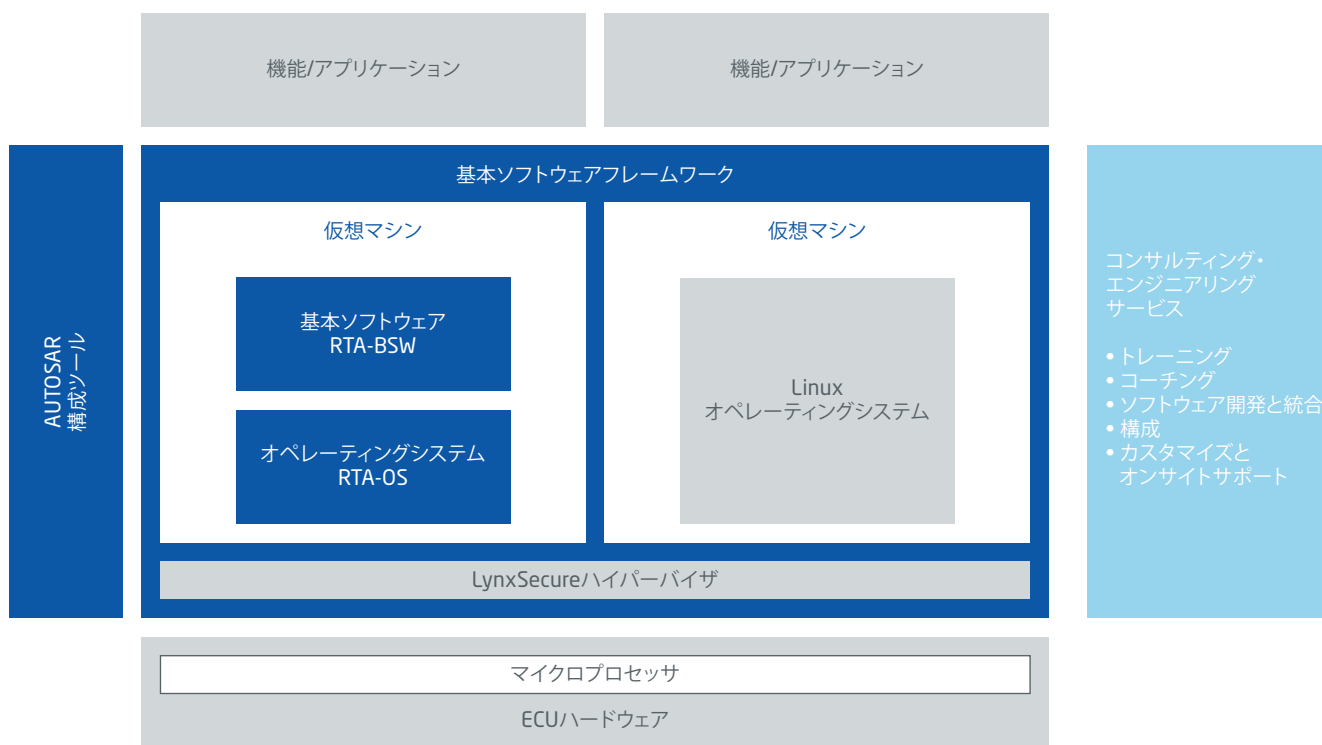 機能/アプリケーション
機能/アプリケーション
AUTOSAR
構成ツール
基本ソフトウェアフレームワーク
仮想マシン
基本ソフトウェア
RTA-BSW
オペレーティングシステム
RTA-OS
仮想マシン
Linux
オペレーティングシステム
LynxSecureハイパーバイザ
マイクロプロセッサ
ECUハードウェア
コンサルティング・
エンジニアリング
サービス
• トレーニング
• コーチング
• ソフトウェア開発と統合
• 構成
• カスタマイズと
オンサイトサポート